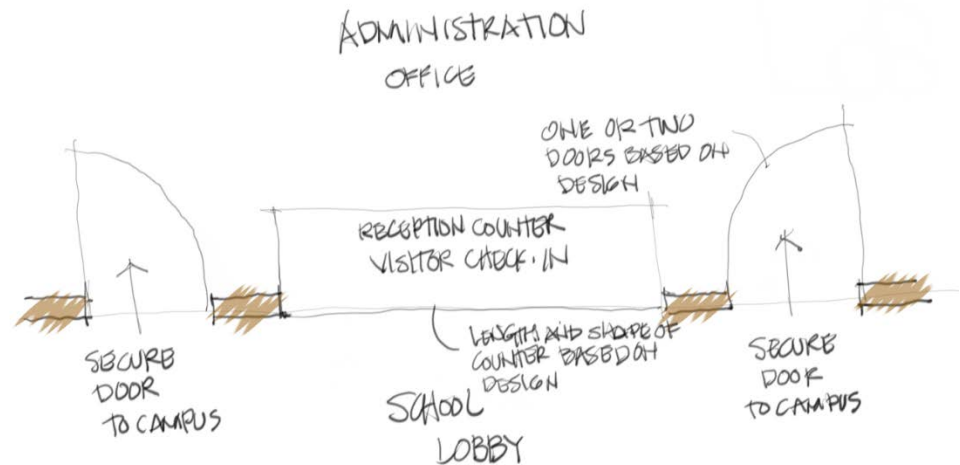 ADMINISTRATION
OFFICE
ONE OR TWO
DOORS BASED ON
DESIGN
RECEPTION COUNTER
VISITOR CHECK-IN
LENGTH AND SHAPE OF
COUNTER BASED ON
DESIGN
SECURE
DOOR
TO CAMPUS
SCHOOL
LOBBY
SECURE
DOOR
TO CAMPUS